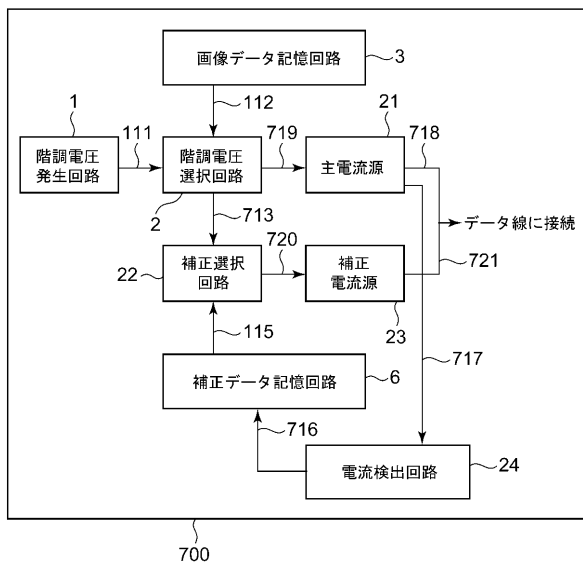 画像データ記憶回路
3
112
1
階調電圧
発生回路
111
階調電圧
選択回路
2
719
21
主電流源
718
713
データ線に接続
22
補正選択
回路
720
補正
電流源
23
721
115
717
補正データ記憶回路
6
716
電流検出回路
24
700